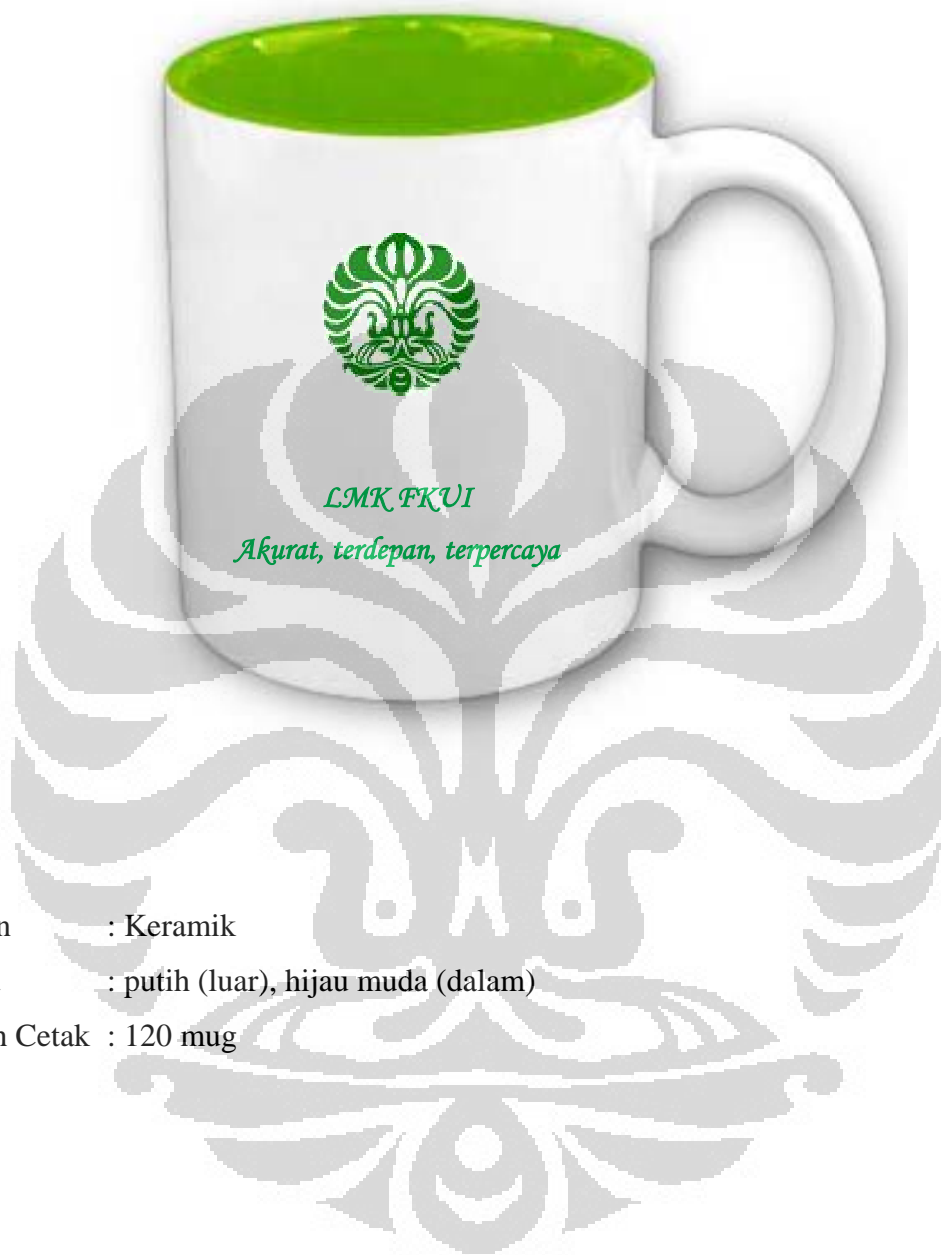 LMK FKUI
Akurat, terdepan, terpercaya
: Keramik
: putih (luar), hijau muda (dalam)
Cetak : 120 mug